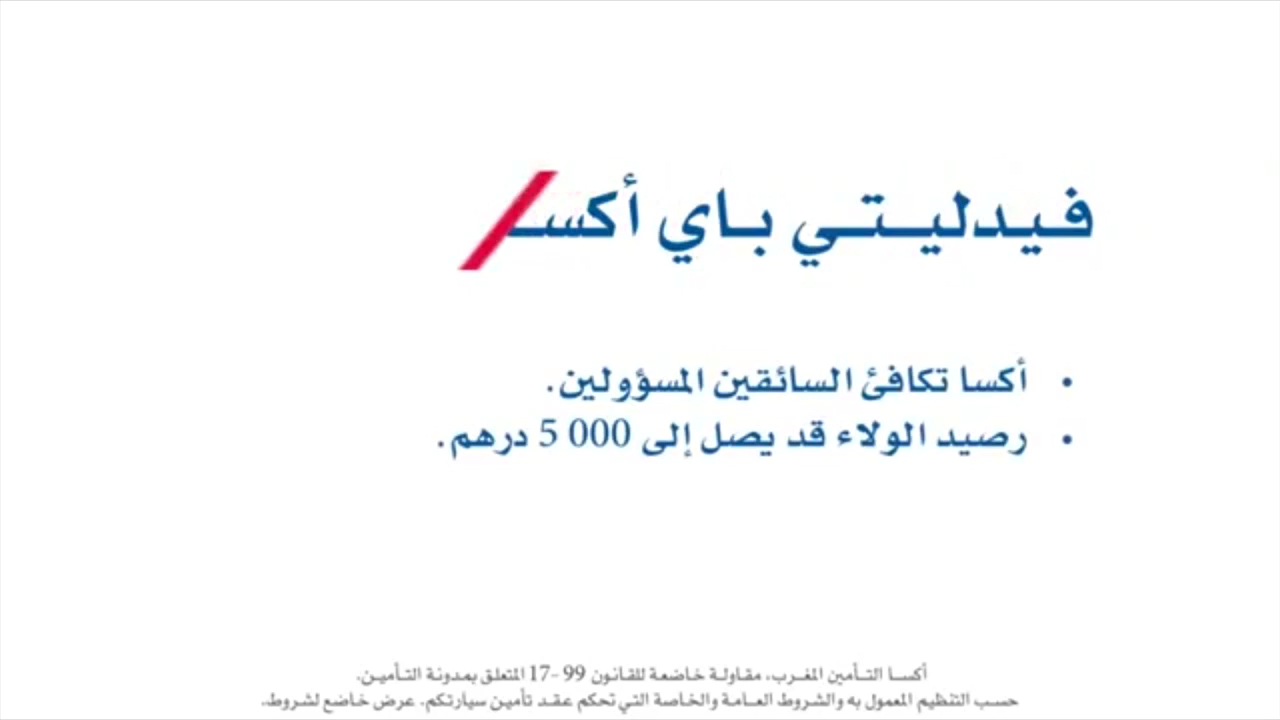 فيدليتي باي أكسا
• أكسا تكافئ السائقين المسؤولين.
• رصيد الولاء قد يصل إلى 000 5 درهم.
أكسا التأمين المغرب، مقاولة خاضعة للقانون 99-17 المتعلق بمدونة التأمين.
حسب التنظيم المعمول به والشروط العامة والخاصة التي تحكم عقد تأمين سيارتكم. عرض خاضع لشروط.